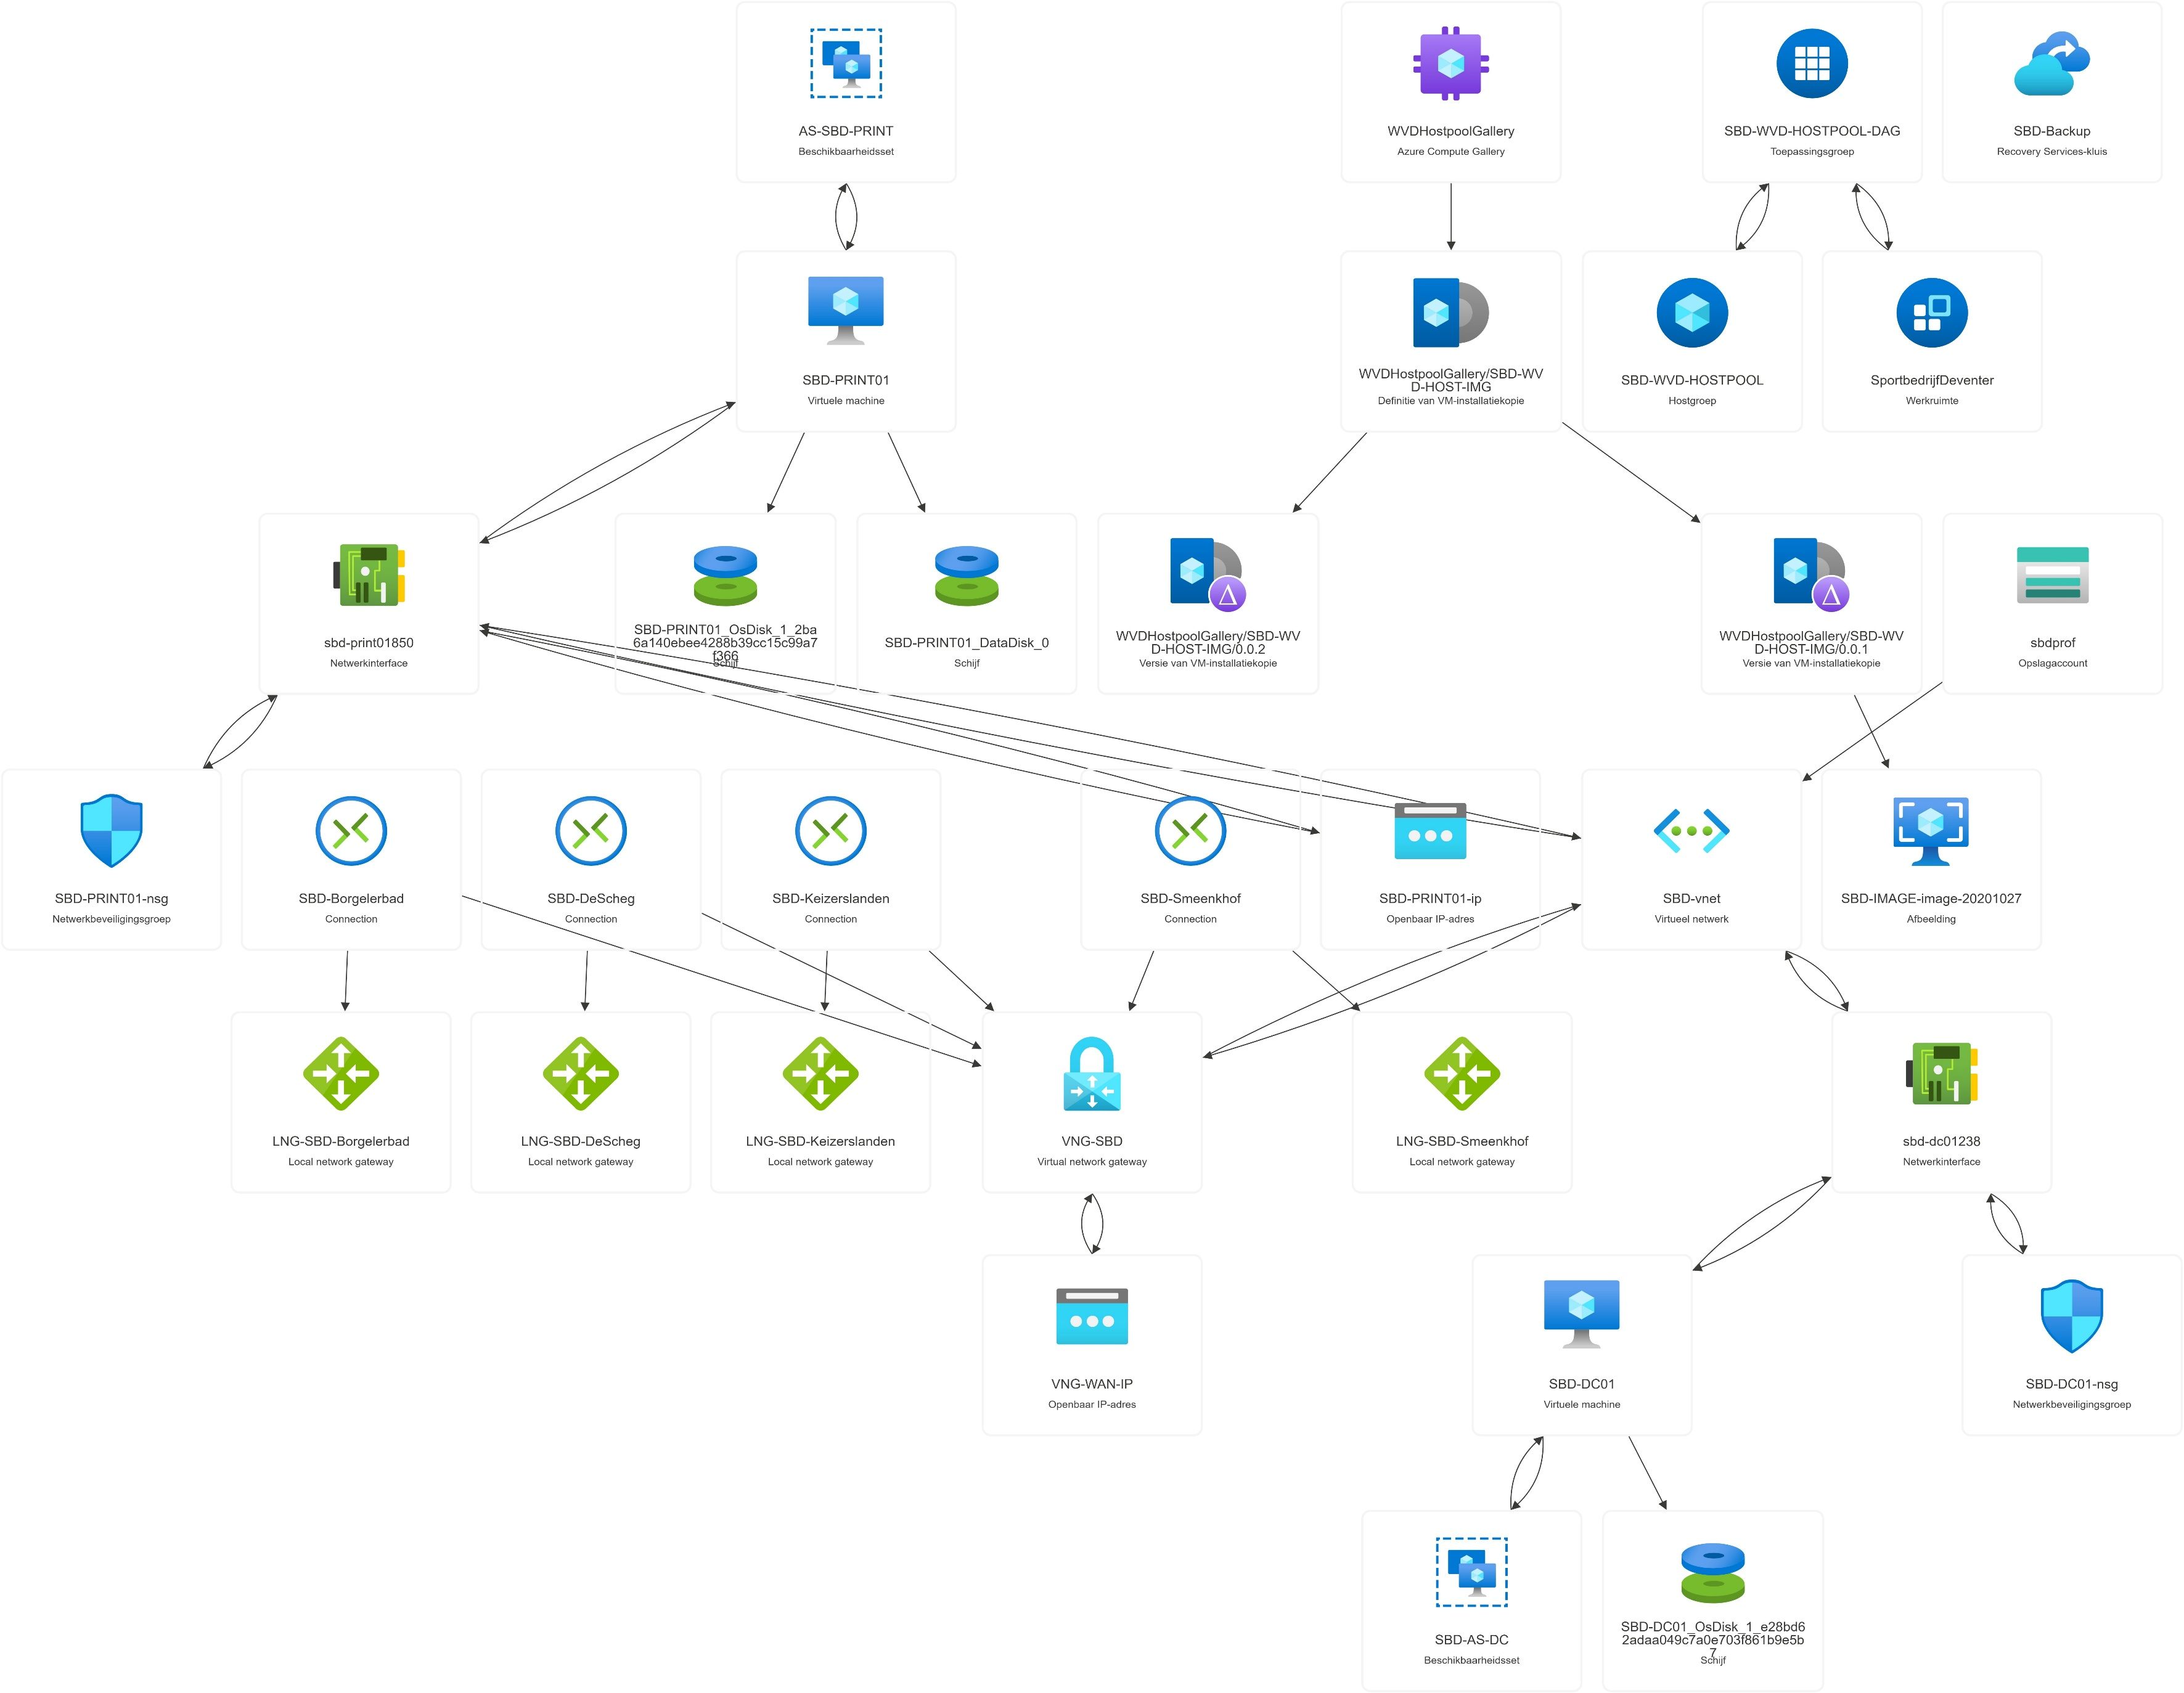 AS-SBD-PRINT
Beschikbaarheidsset
WVDHostpoolGallery
Azure Compute Gallery
SBD-WVD-HOSTPOOL-DAG
Toepassingsgroep
SBD-Backup
Recovery Services-kluis
SBD-PRINT01
Virtuele machine
WVDHostpoolGallery/SBD-WV
D-HOST-IMG
Definitie van VM-installatiekopie
SBD-WVD-HOSTPOOL
Hostgroep
SportbedrijfDeventer
Werkruimte
sbd-print01850
Netwerkinterface
SBD-PRINT01_OsDisk_1_2ba
6a140ebee4288b39cc15c99a7
f366
Schijf
SBD-PRINT01_DataDisk_0
Schijf
WVDHostpoolGallery/SBD-WV
D-HOST-IMG/0.0.2
Versie van VM-installatiekopie
WVDHostpoolGallery/SBD-WV
D-HOST-IMG/0.0.1
Versie van VM-installatiekopie
sbdprof
Opslagaccount
SBD-PRINT01-nsg
Netwerkbeveiligingsgroep
SBD-Borgelerbad
Connection
SBD-DeScheg
Connection
SBD-Keizerslanden
Connection
SBD-Smeenkhof
Connection
SBD-PRINT01-ip
Openbaar IP-adres
SBD-vnet
Virtueel netwerk
SBD-IMAGE-image-20201027
Afbeelding
LNG-SBD-Borgelerbad
Local network gateway
LNG-SBD-DeScheg
Local network gateway
LNG-SBD-Keizerslanden
Local network gateway
VNG-SBD
Virtual network gateway
LNG-SBD-Smeenkhof
Local network gateway
sbd-dc01238
Netwerkinterface
VNG-WAN-IP
Openbaar IP-adres
SBD-DC01
Virtuele machine
SBD-DC01-nsg
Netwerkbeveiligingsgroep
SBD-AS-DC
Beschikbaarheidsset
SBD-DC01_OsDisk_1_e28bd6
2adaa049c7a0e703f861b9e5b
7
Schijf